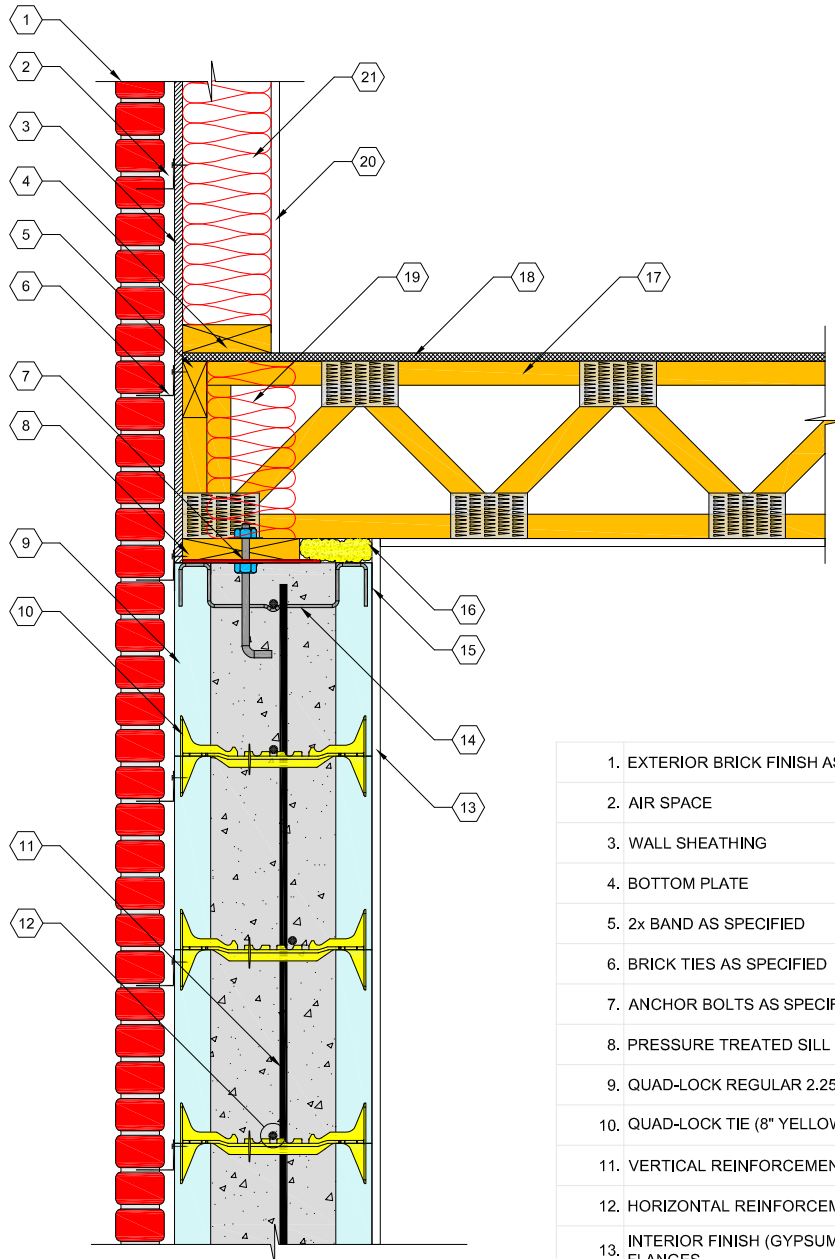 1
2
3
4
5
6
7
8
9
10
11
12
21
20
19
18
17
16
15
14
13
1. EXTERIOR BRICK FINISH AS
2. AIR SPACE
3. WALL SHEATHING
4. BOTTOM PLATE
5. 2x BAND AS SPECIFIED
6. BRICK TIES AS SPECIFIED
7. ANCHOR BOLTS AS SPECIF
8. PRESSURE TREATED SILL
9. QUAD-LOCK REGULAR 2.25
10. QUAD-LOCK TIE (8" YELLOW
11. VERTICAL REINFORCEMEN
12. HORIZONTAL REINFORCEM
13. INTERIOR FINISH (GYPSUM
FLANGES